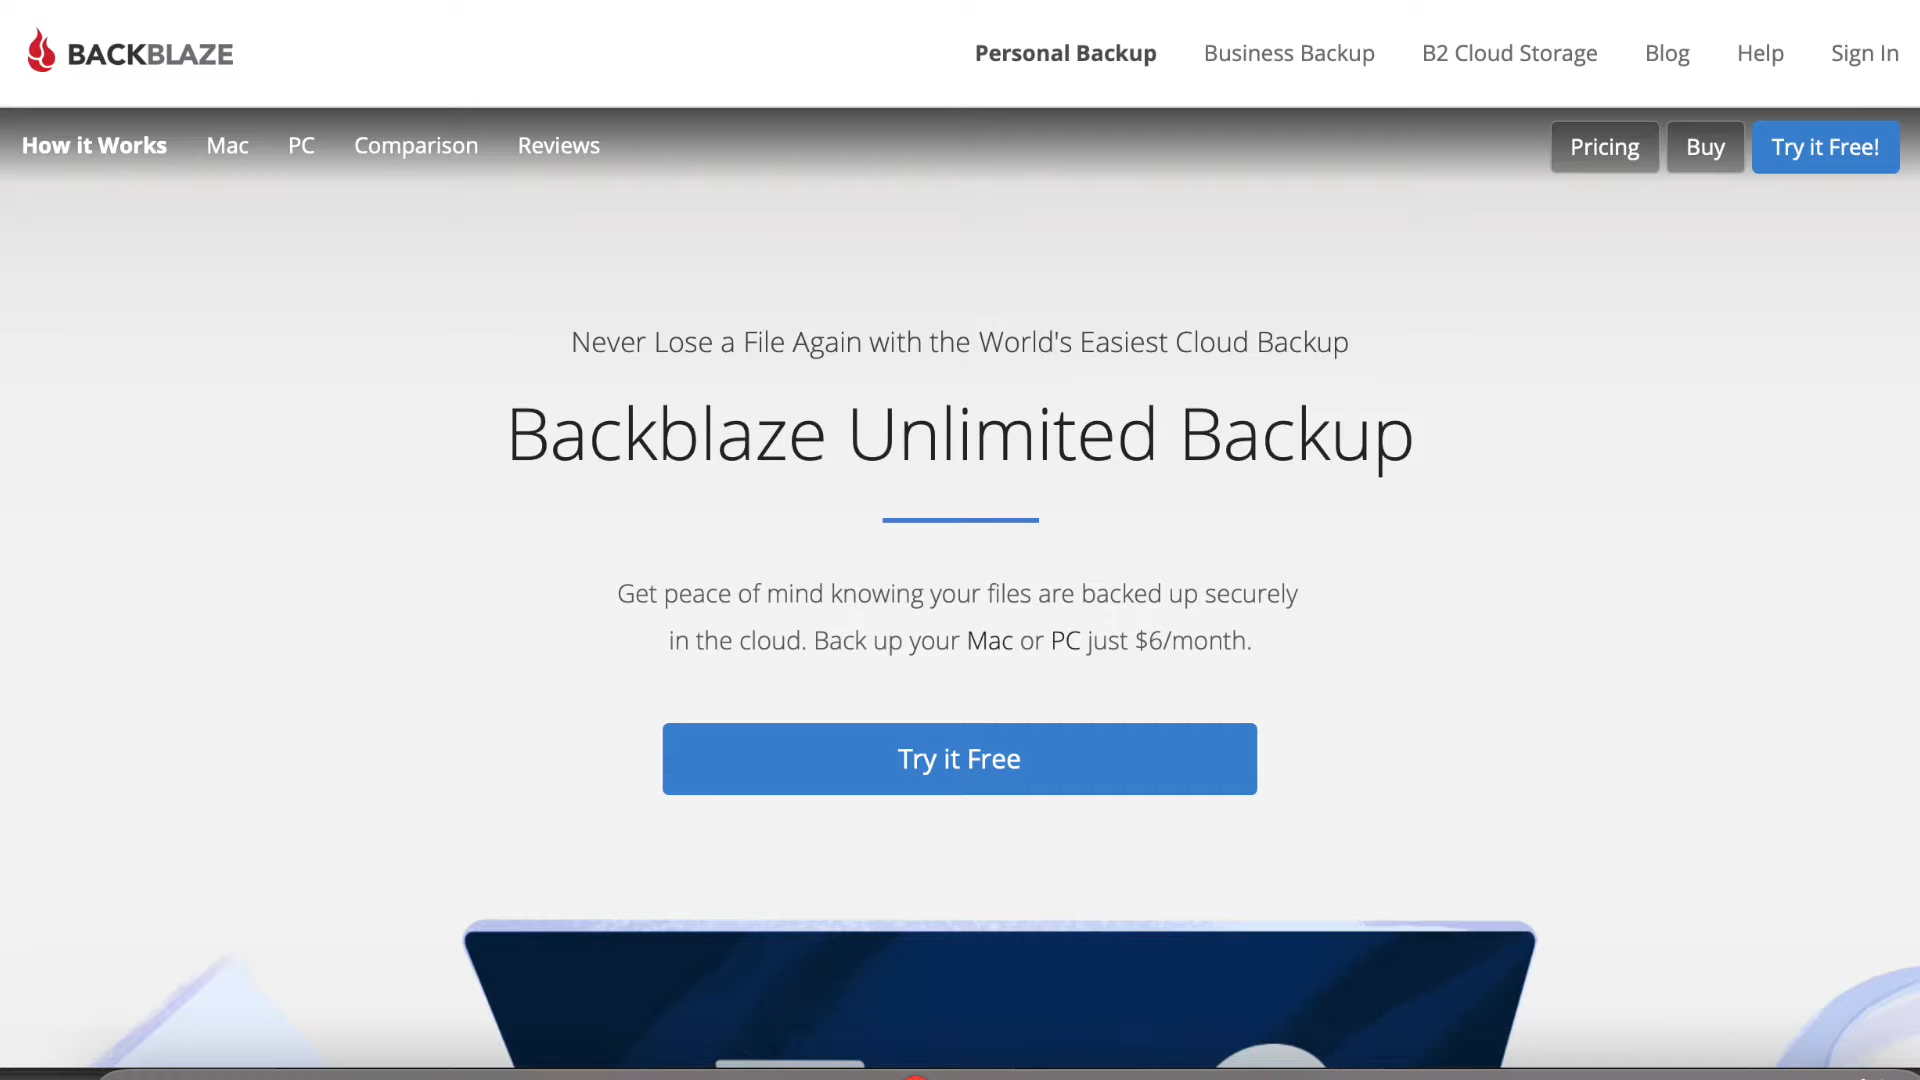 BACKBLAZE
Personal Backup Business Backup B2 Cloud Storage Blog Help Sign In
How it Works Mac PC Comparison Reviews Pricing Buy Try it Free!
Never Lose a File Again with the World's Easiest Cloud Backup
Backblaze Unlimited Backup
Get peace of mind knowing your files are backed up securely
in the cloud. Back up your Mac or PC just $6/month.
Try it Free